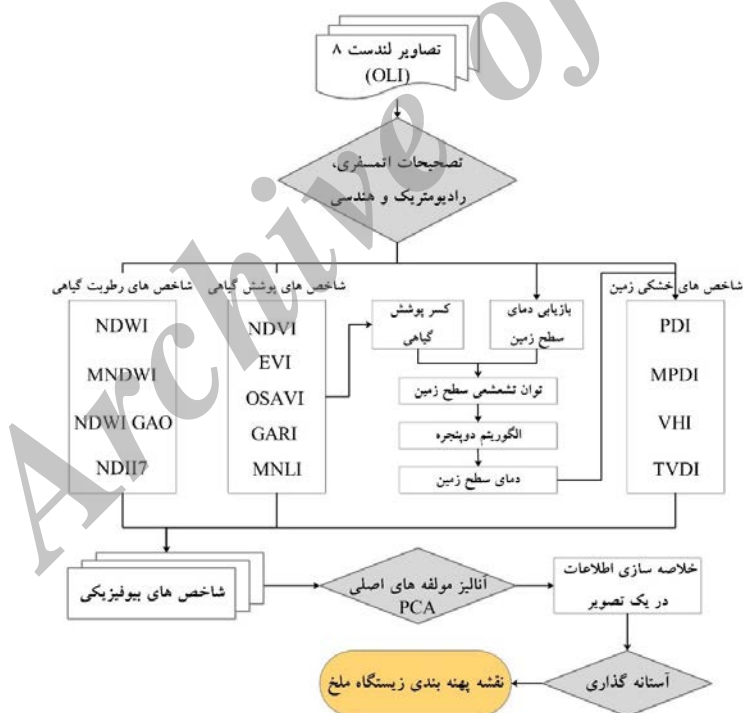 تصاویر لندست ۸
(OLI)
تصحیحات اتمسفری،
رادیومتریک و هندسی
شاخص های خشکی زمین
PDI
MPDI
VHI
TVDI
بازیابی دمای
سطح زمین
کسر پوشش
گیاهی
توان تشعشعی سطح زمین
الگوریتم دوپنجره
دمای سطح زمین
شاخص های پوشش گیاهی
NDVI
EVI
OSAVI
GARI
MNLI
شاخص های رطوبت گیاهی
NDWI
MNDWI
NDWI GAO
NDII7
شاخص های بیوفیزیکی
آنالیز مولفه های اصلی
PCA
خلاصه سازی اطلاعات
در یک تصویر
آستانه گذاری
نقشه پهنه بندی زیستگاه ملخ
Archive of